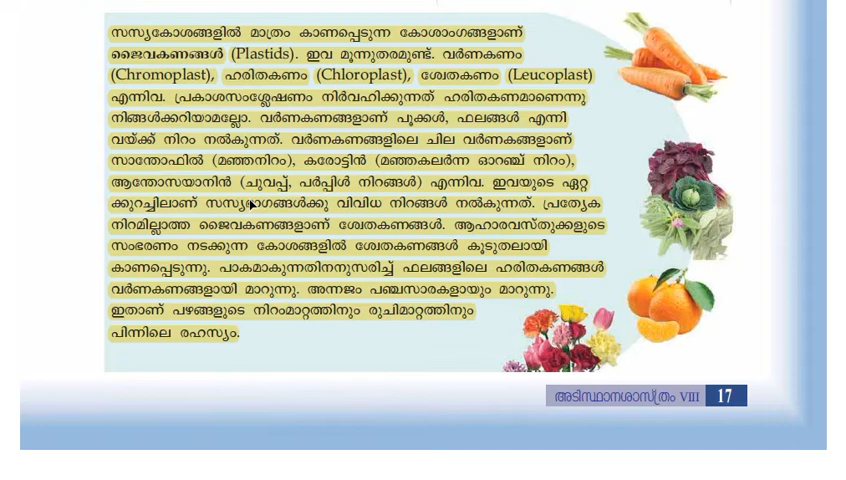 സസ്യകോശങ്ങളിൽ മാത്രം കാണപ്പെടുന്ന കോശാംഗങ്ങളാണ്
ജൈവകണങ്ങൾ (Plastids). ഇവ മൂന്നുതരമുണ്ട്. വർണകണം
(Chromoplast), ഹരിതകണം (Chloroplast), ശ്വേതകണം (Leucoplast)
എന്നിവ. പ്രകാശസംശ്ലേഷണം നിർവഹിക്കുന്നത് ഹരിതകണമാണെന്നു
നിങ്ങൾക്കറിയാമല്ലോ. വർണകണങ്ങളാണ് പൂക്കൾ, ഫലങ്ങൾ എന്നി
വയ്ക്ക് നിറം നൽകുന്നത്. വർണകണങ്ങളിലെ ചില വർണകങ്ങളാണ്
സാന്തോഫിൽ (മഞ്ഞനിറം), കരോട്ടിൻ (മഞ്ഞകലർന്ന ഓറഞ്ച് നിറം),
ആന്തോസയാനിൻ (ചുവപ്പ്, പർപ്പിൾ നിറങ്ങൾ) എന്നിവ. ഇവയുടെ ഏറ്റ
ക്കുറച്ചിലാണ് സസ്യഭാഗങ്ങൾക്കു വിവിധ നിറങ്ങൾ നൽകുന്നത്. പ്രത്യേക
നിറമില്ലാത്ത ജൈവകണങ്ങളാണ് ശ്വേതകണങ്ങൾ. ആഹാരവസ്തുക്കളുടെ
സംഭരണം നടക്കുന്ന കോശങ്ങളിൽ ശ്വേതകണങ്ങൾ കൂടുതലായി
കാണപ്പെടുന്നു. പാകമാകുന്നതിനനുസരിച്ച് ഫലങ്ങളിലെ ഹരിതകണങ്ങൾ
വർണകണങ്ങളായി മാറുന്നു. അന്നജം പഞ്ചസാരകളായും മാറുന്നു.
ഇതാണ് പഴങ്ങളുടെ നിറംമാറ്റത്തിനും രുചിമാറ്റത്തിനും
പിന്നിലെ രഹസ്യം.
അടിസ്ഥാനശാസ്ത്രം VIII 17